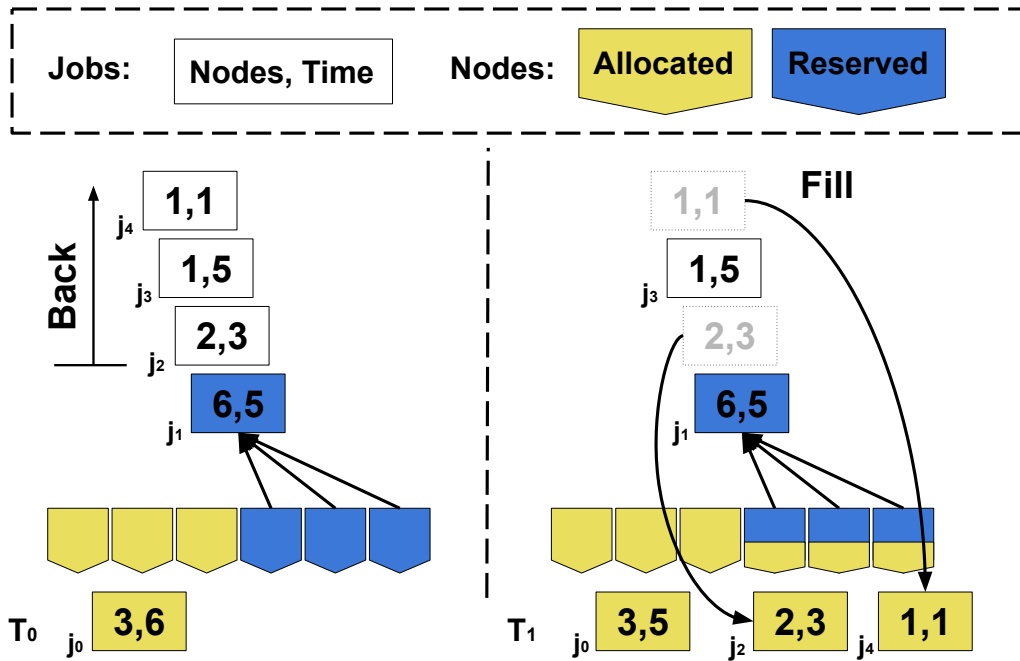 Jobs: Nodes, Time Nodes: Allocated Reserved
Back
1,1
j4
1,5
j3
2,3
j2
6,5
j1
T0 j0 3,6
Fill
1,1
1,5
j3
2,3
6,5
j1
T1 j0 3,5 j2 2,3 j4 1,1